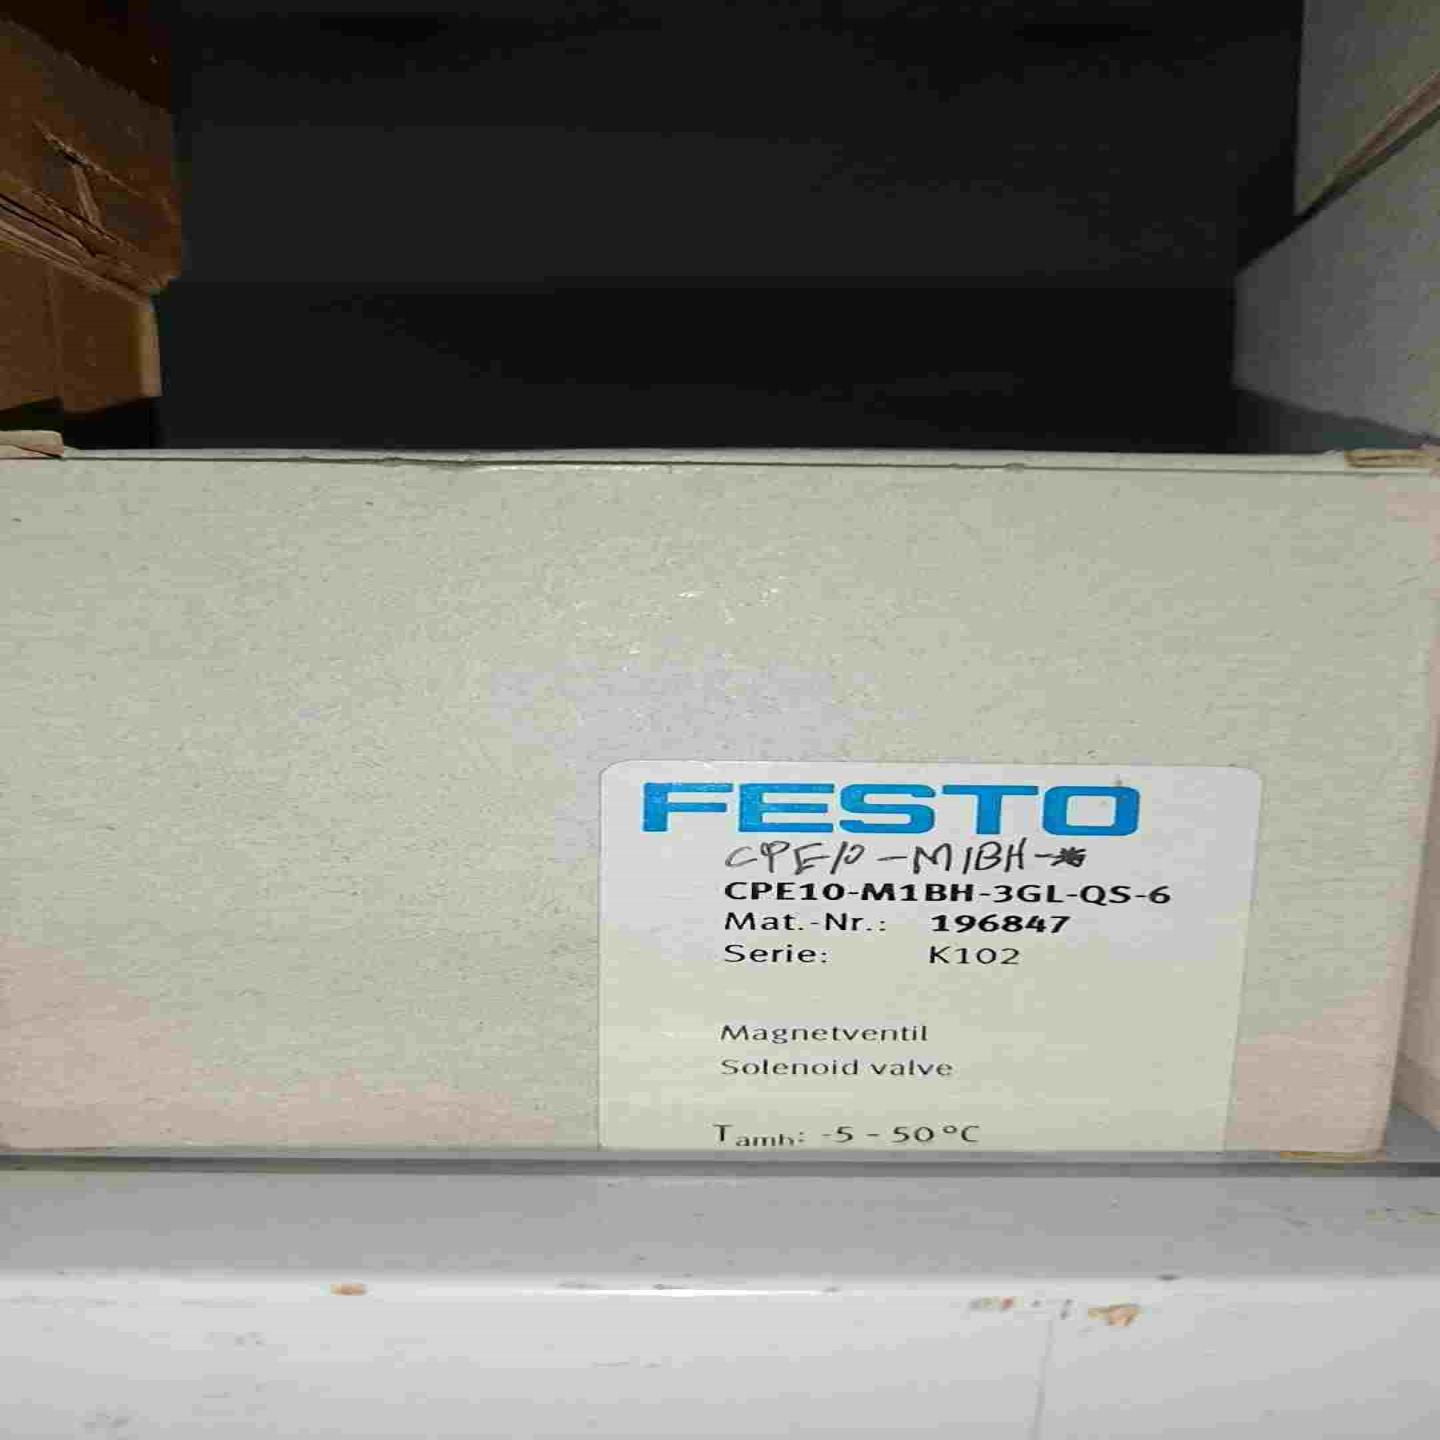 FESTO
CPE10-M1BH-*
CPE10-M1BH-3GL-QS-6
Mat.-Nr.: 196847
Serie: K102
Magnetventil
Solenoid valve
Tamb: -5 - 50°C